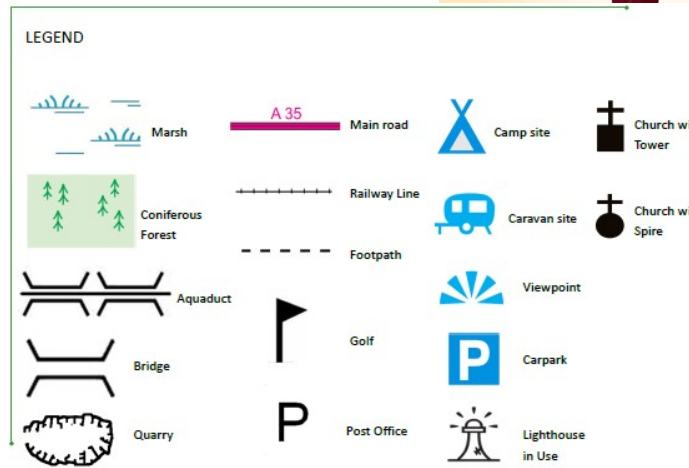 LEGEND
Marsh
Coniferous
Forest
Aquaduct
Bridge
Quarry
A 35
Main road
Railway Line
Footpath
Golf
P
Post Office
Camp site
Caravan site
Viewpoint
P
Carpark
Lighthouse
in Use
Church wi
Tower
Church wi
Spire